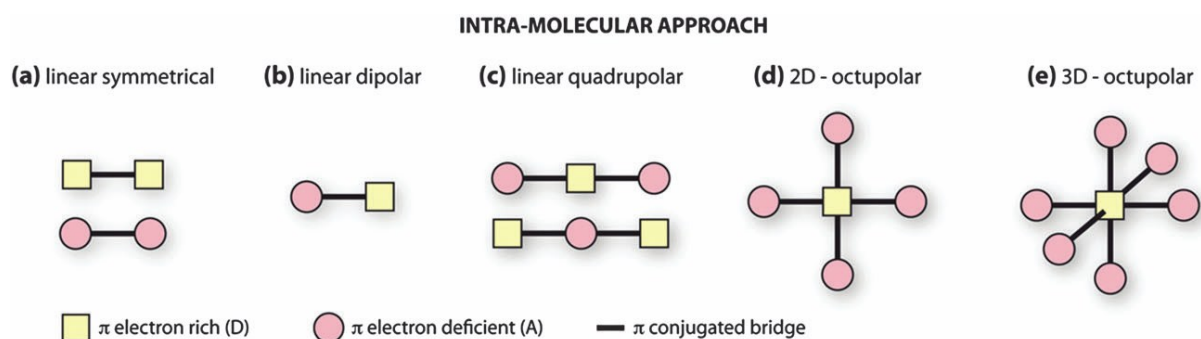 INTRA-MOLECULAR APPROACH
(a) linear symmetrical (b) linear dipolar (c) linear quadrupolar (d) 2D - octupolar (e) 3D - octupolar
π electron rich (D) π electron deficient (A) π conjugated bridge